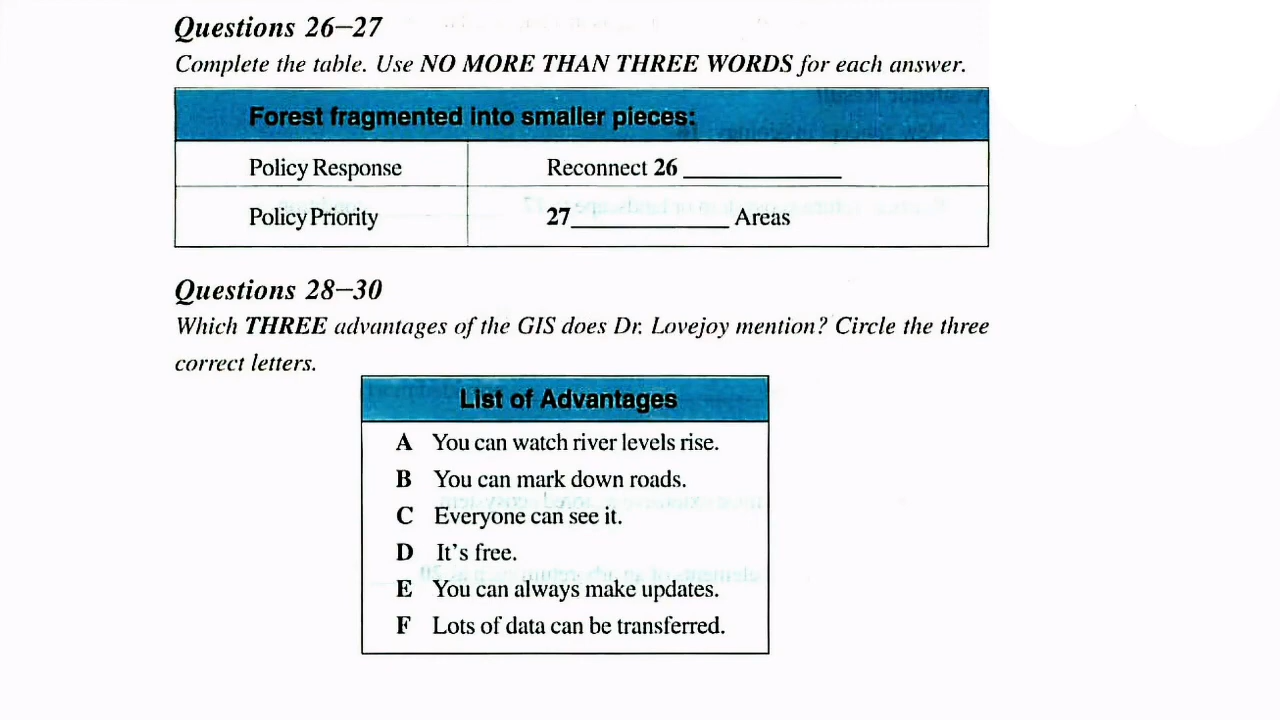 Questions 26–27
Complete the table. Use NO MORE THAN THREE WORDS for each answer.
Forest fragmented into smaller pieces:
Policy Response Reconnect 26 ____________
Policy Priority 27____________ Areas
Questions 28–30
Which THREE advantages of the GIS does Dr. Lovejoy mention? Circle the three
correct letters.
List of Advantages
A You can watch river levels rise.
B You can mark down roads.
C Everyone can see it.
D It's free.
E You can always make updates.
F Lots of data can be transferred.